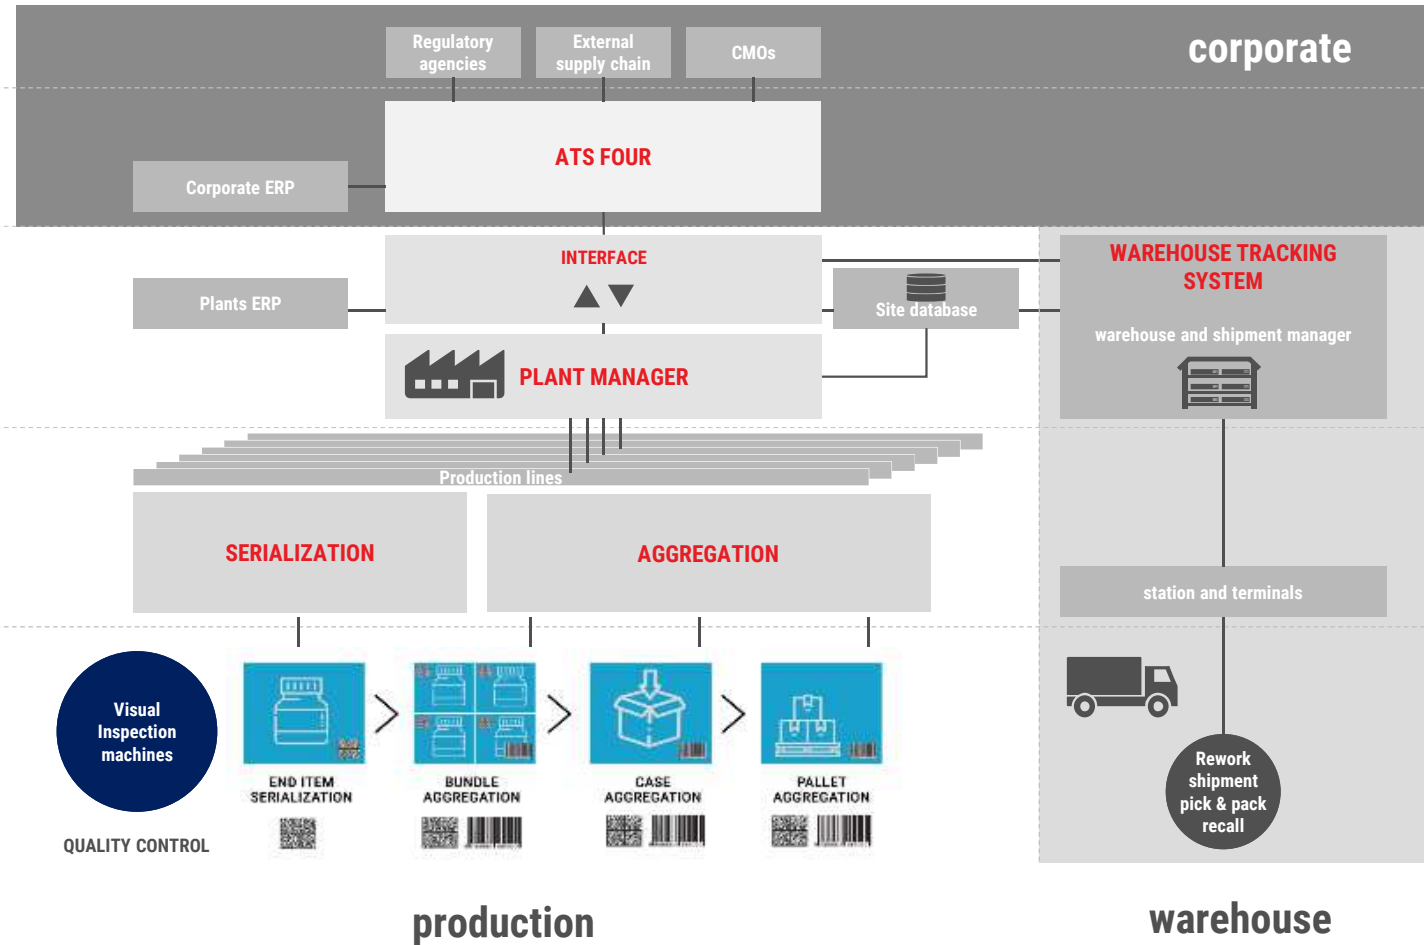 corporate
Regulatory
agencies
External
supply chain
CMOs
ATS FOUR
Corporate ERP
INTERFACE
Plants ERP
Site database
WAREHOUSE TRACKING
SYSTEM
warehouse and shipment manager
PLANT MANAGER
Production lines
SERIALIZATION
AGGREGATION
station and terminals
Visual
Inspection
machines
QUALITY CONTROL
END ITEM
SERIALIZATION
BUNDLE
AGGREGATION
CASE
AGGREGATION
PALLET
AGGREGATION
Rework
shipment
pick & pack
recall
production
warehouse